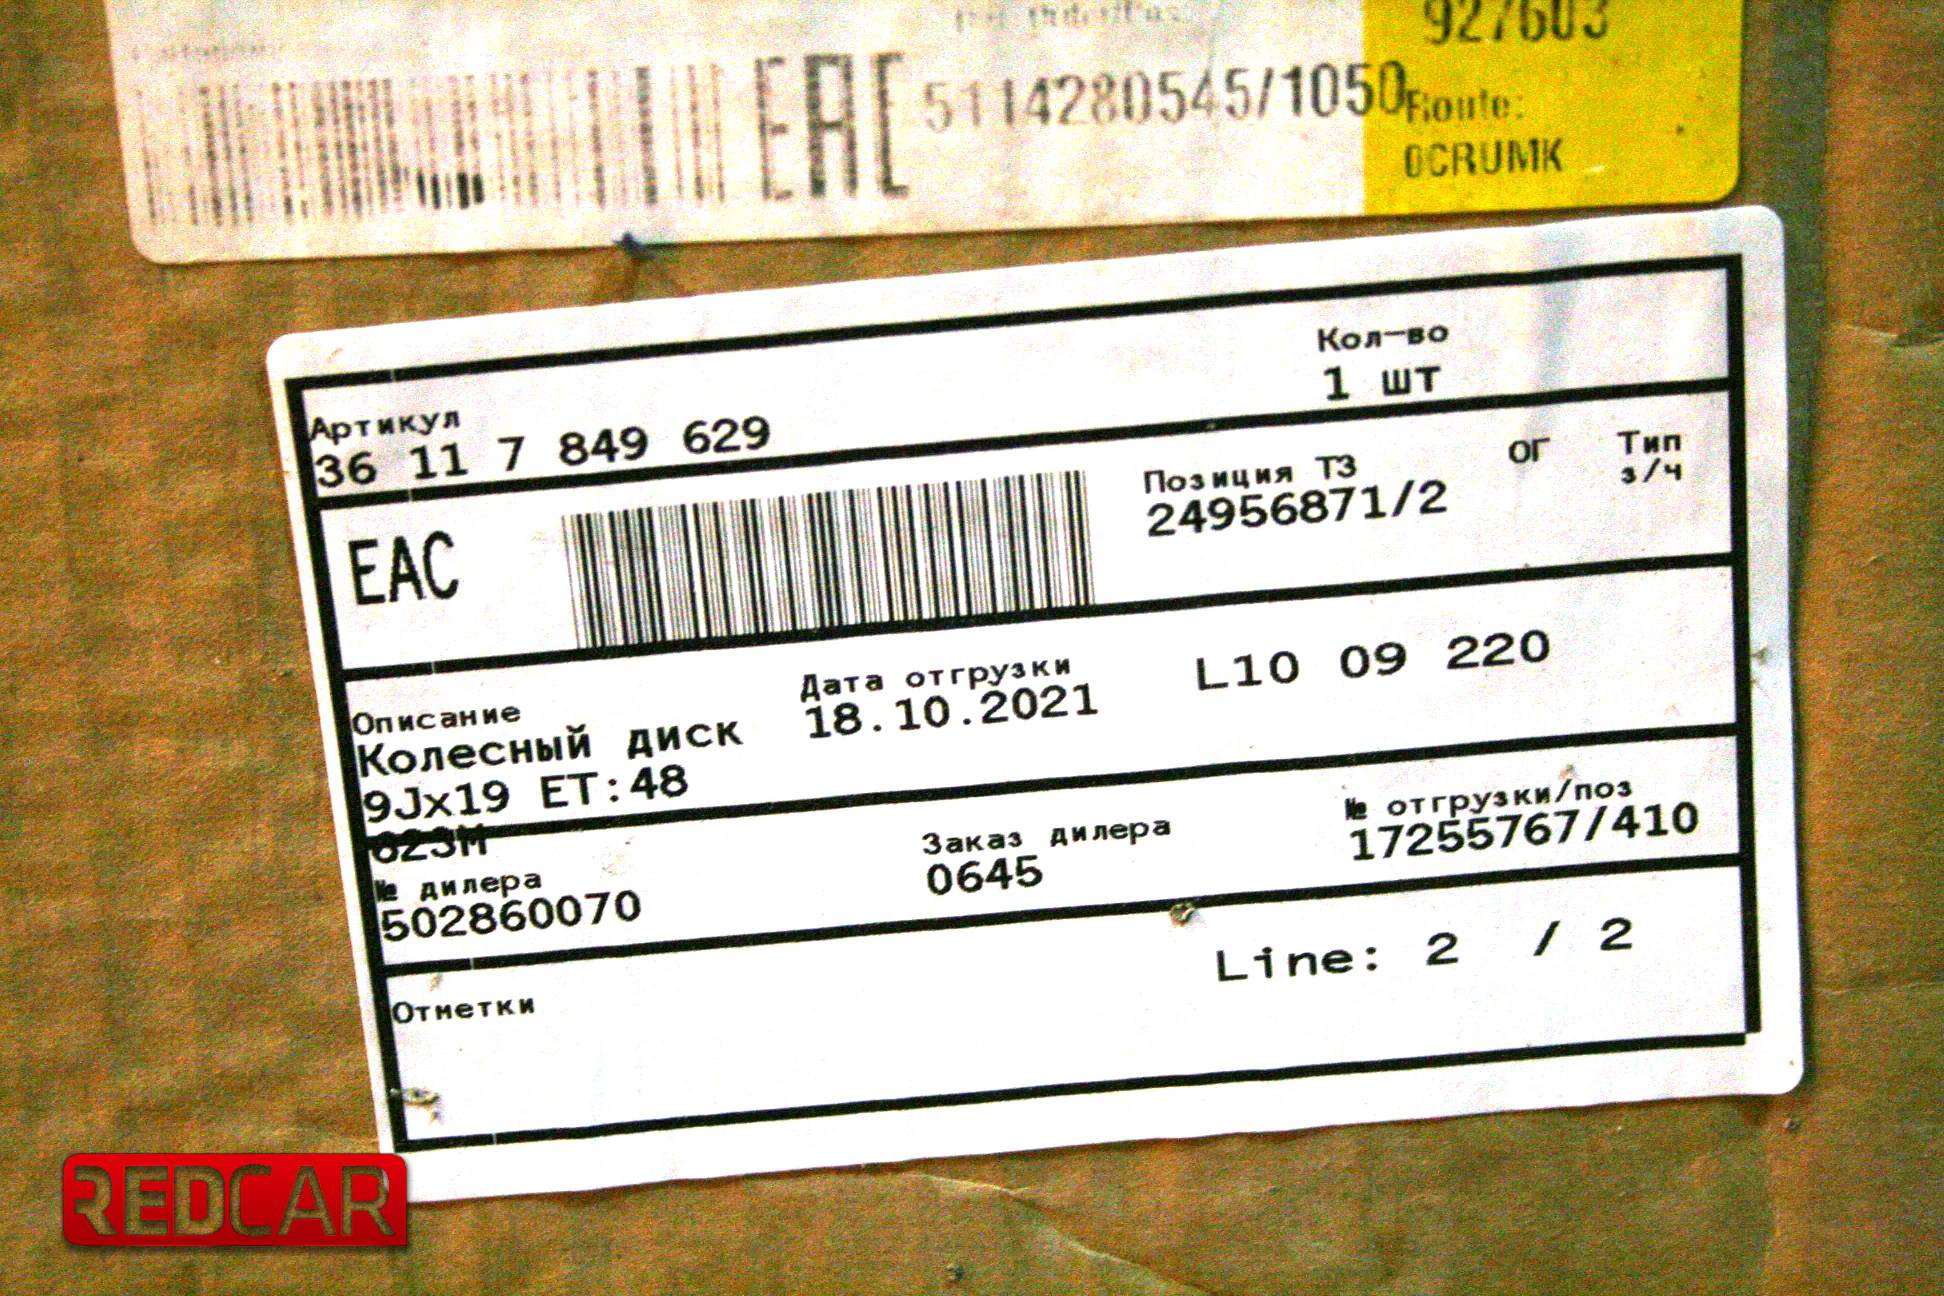 927603
EAC 5114280545/1050 Route:
0CRUMK
Кол-во
1 шт
Артикул
36 11 7 849 629
EAC
Позиция ТЗ ОГ Тип
24956871/2 з/ч
Описание Дата отгрузки
Колесный диск 18.10.2021 L10 09 220
9Jx19 ET:48
623M
№ дилера Заказ дилера № отгрузки/поз
502860070 0645 17255767/410
Отметки Line: 2 / 2
REDCAR